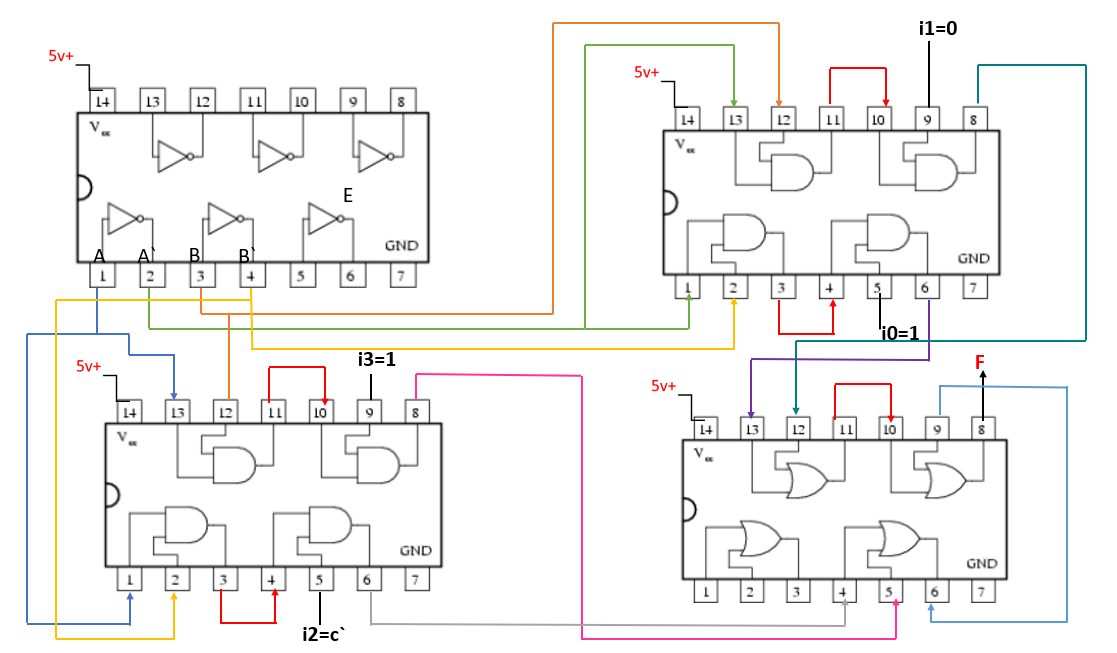 i1=0
5v+
5v+
14 13 12 11 10 9 8
14 13 12 11 10 9 8
Vcc
Vcc
E
GND
A A` B B`
GND
1 2 3 4 5 6 7
1 2 3 4 5 6 7
i0=1
i3=1
F
5v+
5v+
14 13 12 11 10 9 8
14 13 12 11 10 9 8
Vcc
Vcc
GND
GND
1 2 3 4 5 6 7
1 2 3 4 5 6 7
i2=c`